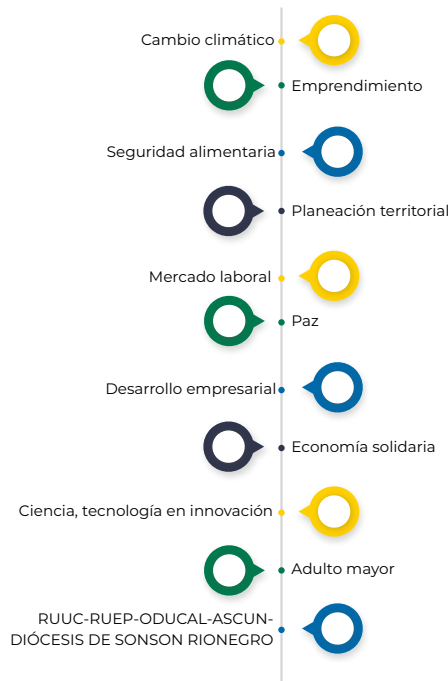 Cambio climático
Emprendimiento
Seguridad alimentaria
Planeación territorial
Mercado laboral
Paz
Desarrollo empresarial
Economía solidaria
Ciencia, tecnología en innovación
Adulto mayor
RUUC-RUEP-ODUCAL-ASCUN-
DIÓCESIS DE SONSON RIONEGRO